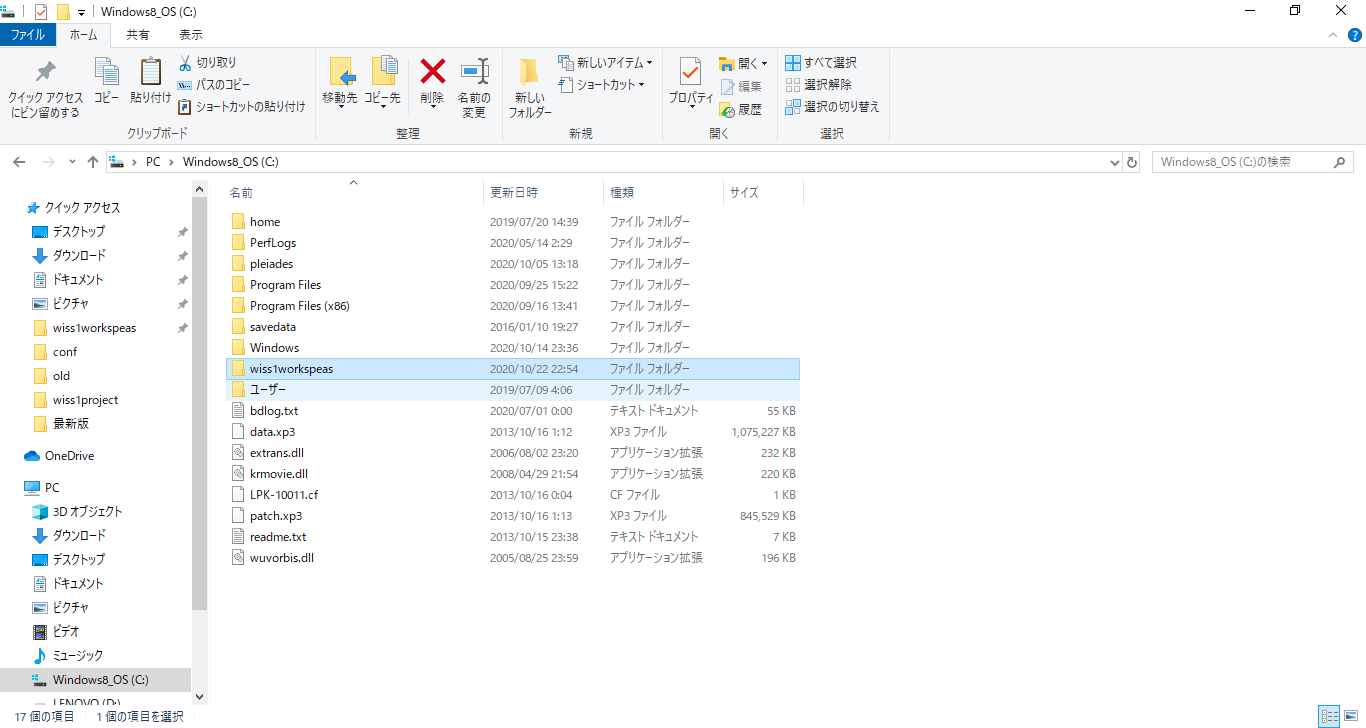 Windows8_OS (C:)
ファイル ホーム 共有 表示
クイック アクセス
にピン留めする
コピー
貼り付け
切り取り
パスのコピー
ショートカットの貼り付け
クリップボード
移動先
コピー先
削除
名前の
変更
整理
新しい
フォルダー
新しいアイテム
ショートカット
新規
プロパティ
開く
編集
履歴
開く
すべて選択
選択解除
選択の切り替え
選択
PC Windows8_OS (C:)
Windows8_OS (C:)の検索
クイック アクセス
デスクトップ
ダウンロード
ドキュメント
ピクチャ
wiss1workspeas
conf
old
wiss1project
最新版
OneDrive
PC
3D オブジェクト
ダウンロード
デスクトップ
ドキュメント
ピクチャ
ビデオ
ミュージック
Windows8_OS (C:)
LENOVO (D:)
名前 更新日時 種類 サイズ
home 2019/07/20 14:39 ファイル フォルダー
PerfLogs 2020/05/14 2:29 ファイル フォルダー
pleiades 2020/10/05 13:18 ファイル フォルダー
Program Files 2020/09/25 15:22 ファイル フォルダー
Program Files (x86) 2020/09/16 13:41 ファイル フォルダー
savedata 2016/01/10 19:27 ファイル フォルダー
Windows 2020/10/14 23:36 ファイル フォルダー
wiss1workspeas 2020/10/22 22:54 ファイル フォルダー
ユーザー 2019/07/09 4:06 ファイル フォルダー
bdlog.txt 2020/07/01 0:00 テキスト ドキュメント 55 KB
data.xp3 2013/10/16 1:12 XP3 ファイル 1,075,227 KB
extrans.dll 2006/08/02 23:20 アプリケーション拡張 232 KB
krmovie.dll 2008/04/29 21:54 アプリケーション拡張 220 KB
LPK-10011.cf 2013/10/16 0:04 CF ファイル 1 KB
patch.xp3 2013/10/16 1:13 XP3 ファイル 845,529 KB
readme.txt 2013/10/15 23:38 テキスト ドキュメント 7 KB
wuvorbis.dll 2005/08/25 23:59 アプリケーション拡張 196 KB
17 個の項目 1 個の項目を選択